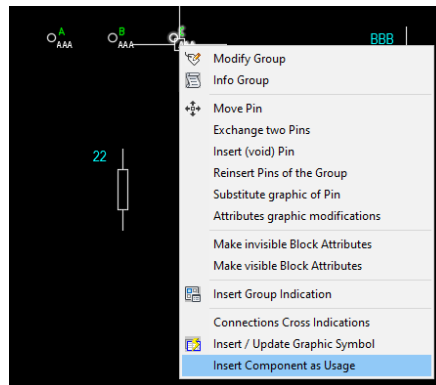 A B BBB
AAA AAA AAA
Modify Group
Info Group
Move Pin
Exchange two Pins
Insert (void) Pin
Reinsert Pins of the Group
22
Substitute graphic of Pin
Attributes graphic modifications
Make invisible Block Attributes
Make visible Block Attributes
Insert Group Indication
Connections Cross Indications
Insert / Update Graphic Symbol
Insert Component as Usage